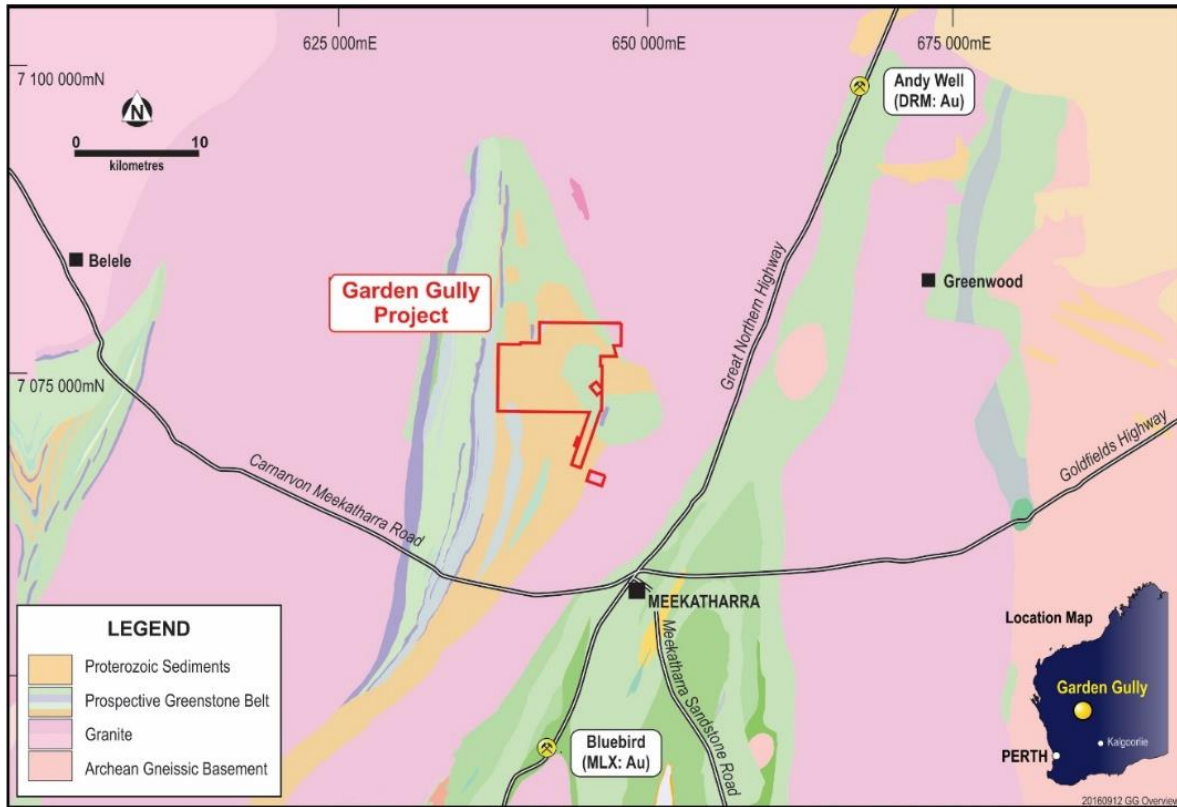 625 000mE
650 000mE
675 000mE
7 100 000mN
N
0 10
kilometres
Andy Well
(DRM: Au)
Belele
Greenwood
Garden Gully
Project
Great Northern Highway
7 075 000mN
Goldfields Highway
Carnarvon Meekatharra Road
MEEKATHARRA
Meekatharra Sandstone Road
Bluebird
(MLX: Au)
LEGEND
Proterozoic Sediments
Prospective Greenstone Belt
Granite
Archean Gneissic Basement
Location Map
Garden Gully
Kalgoorlie
PERTH
20160912 GG Overview